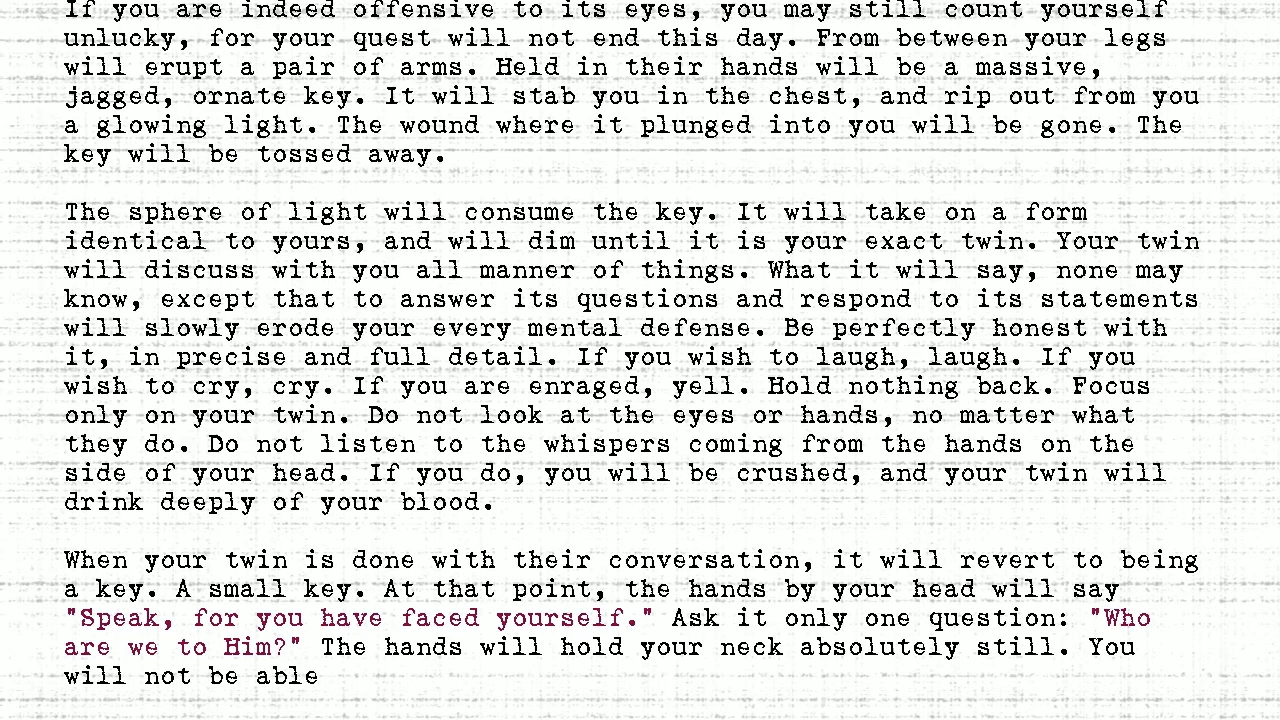 If you are indeed offensive to its eyes, you may still count yourself
unlucky, for your quest will not end this day. From between your legs
will erupt a pair of arms. Held in their hands will be a massive,
jagged, ornate key. It will stab you in the chest, and rip out from you
a glowing light. The wound where it plunged into you will be gone. The
key will be tossed away.
The sphere of light will consume the key. It will take on a form
identical to yours, and will dim until it is your exact twin. Your twin
will discuss with you all manner of things. What it will say, none may
know, except that to answer its questions and respond to its statements
will slowly erode your every mental defense. Be perfectly honest with
it, in precise and full detail. If you wish to laugh, laugh. If you
wish to cry, cry. If you are enraged, yell. Hold nothing back. Focus
only on your twin. Do not look at the eyes or hands, no matter what
they do. Do not listen to the whispers coming from the hands on the
side of your head. If you do, you will be crushed, and your twin will
drink deeply of your blood.
When your twin is done with their conversation, it will revert to being
a key. A small key. At that point, the hands by your head will say
"Speak, for you have faced yourself." Ask it only one question: "Who
are we to Him?" The hands will hold your neck absolutely still. You
will not be able